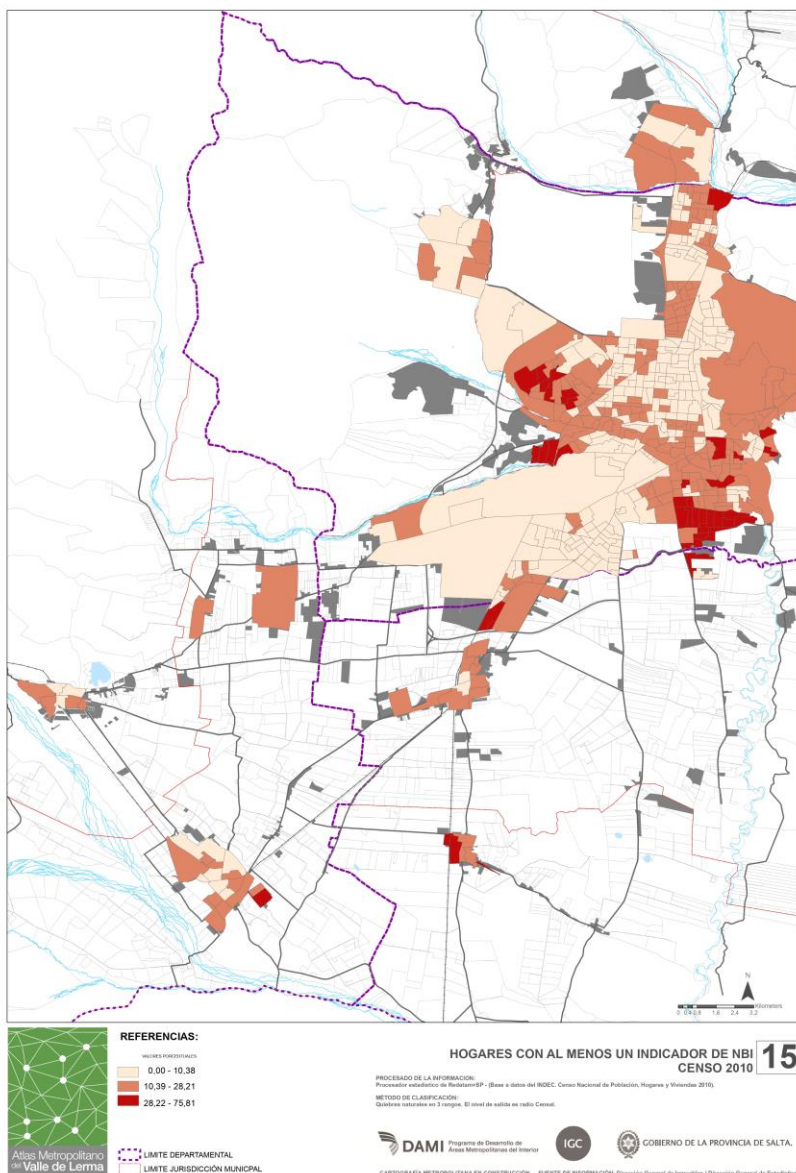 N
Kilometers
0 0,4 0,8 1.6 2.4 3.2
REFERENCIAS:
VALORES PORCENTUALES
0,00 - 10,38
10,39 - 28,21
28,22 - 75,81
LIMITE DEPARTAMENTAL
LIMITE JURISDICCIÓN MUNICPAL
Atlas Metropolitano
del Valle de Lerma
HOGARES CON AL MENOS UN INDICADOR DE NBI
CENSO 2010
15
PROCESADO DE LA INFORMACION:
Procesador estadístico de Redatam+SP - (Base a datos del INDEC. Censo Nacional de Población, Hogares y Viviendas 2010).
MÉTODO DE CLASIFICACIÓN:
Quiebres naturales en 3 rangos. El nivel de salida es radio Censal.
DAMI Programa de Desarrollo de
Áreas Metropolitanas del Interior
IGC
GOBIERNO DE LA PROVINCIA DE SALTA.